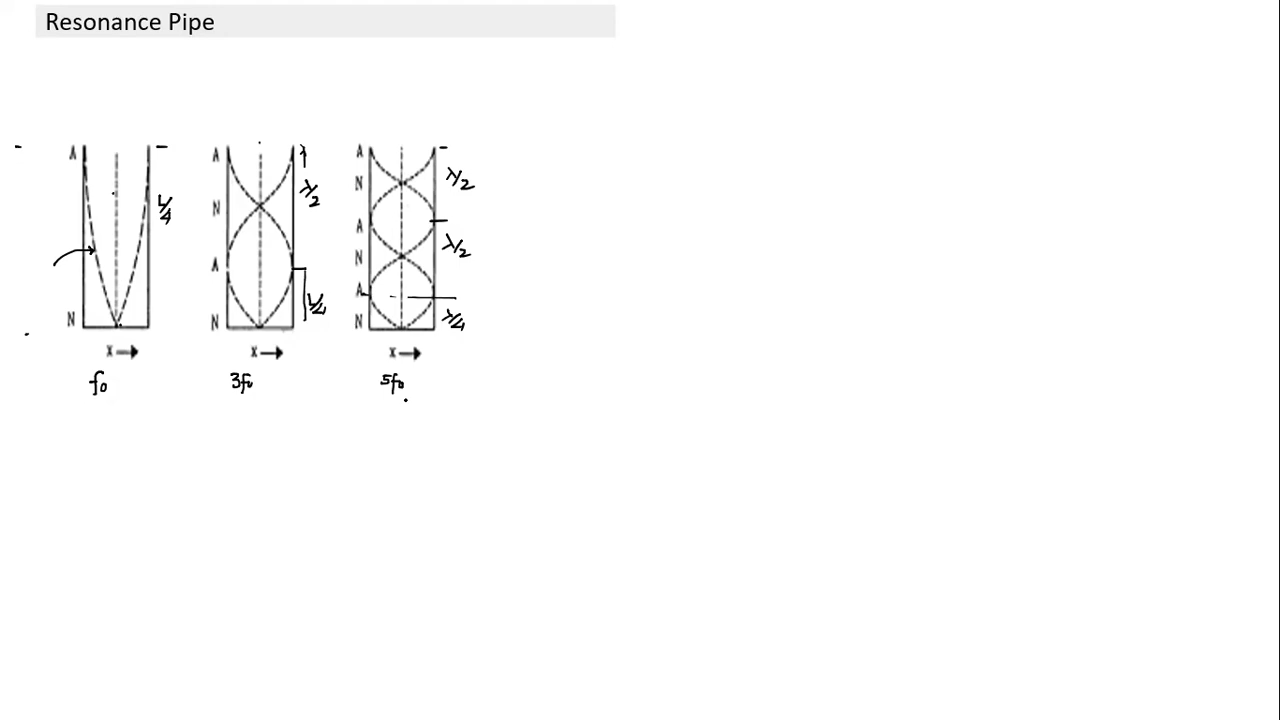 Resonance Pipe
A A A
λ/2 λ/2
N N
λ/4
A λ/2
N
A A
λ/4 λ/4
N N N
x→ x→ x→
f₀ 3f₀ 5f₀